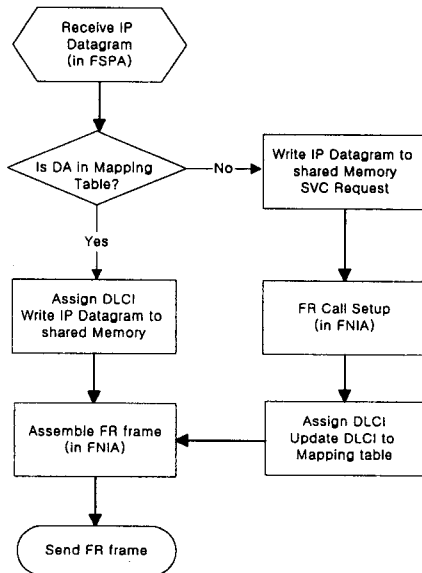 Receive IP
Datagram
(in FSPA)
Is DA in Mapping
Table?
No
Write IP Datagram to
shared Memory
SVC Request
Yes
Assign DLCI
Write IP Datagram to
shared Memory
FR Call Setup
(in FNIA)
Assemble FR frame
(in FNIA)
Assign DLCI
Update DLCI to
Mapping table
Send FR frame